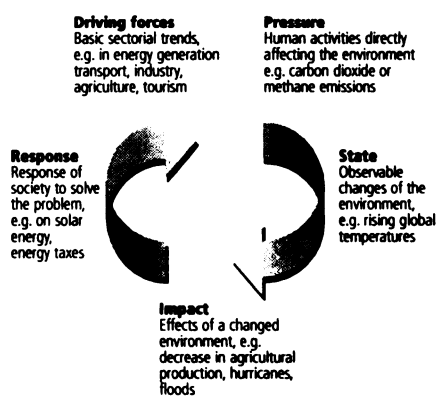 Driving forces
Basic sectorial trends,
e.g. in energy generation
transport, industry,
agriculture, tourism
Pressure
Human activities directly
affecting the environment
e.g. carbon dioxide or
methane emissions
Response
Response of
society to solve
the problem,
e.g. on solar
energy,
energy taxes
State
Observable
changes of the
environment,
e.g. rising global
temperatures
Impact
Effects of a changed
environment, e.g.
decrease in agricultural
production, hurricanes,
floods